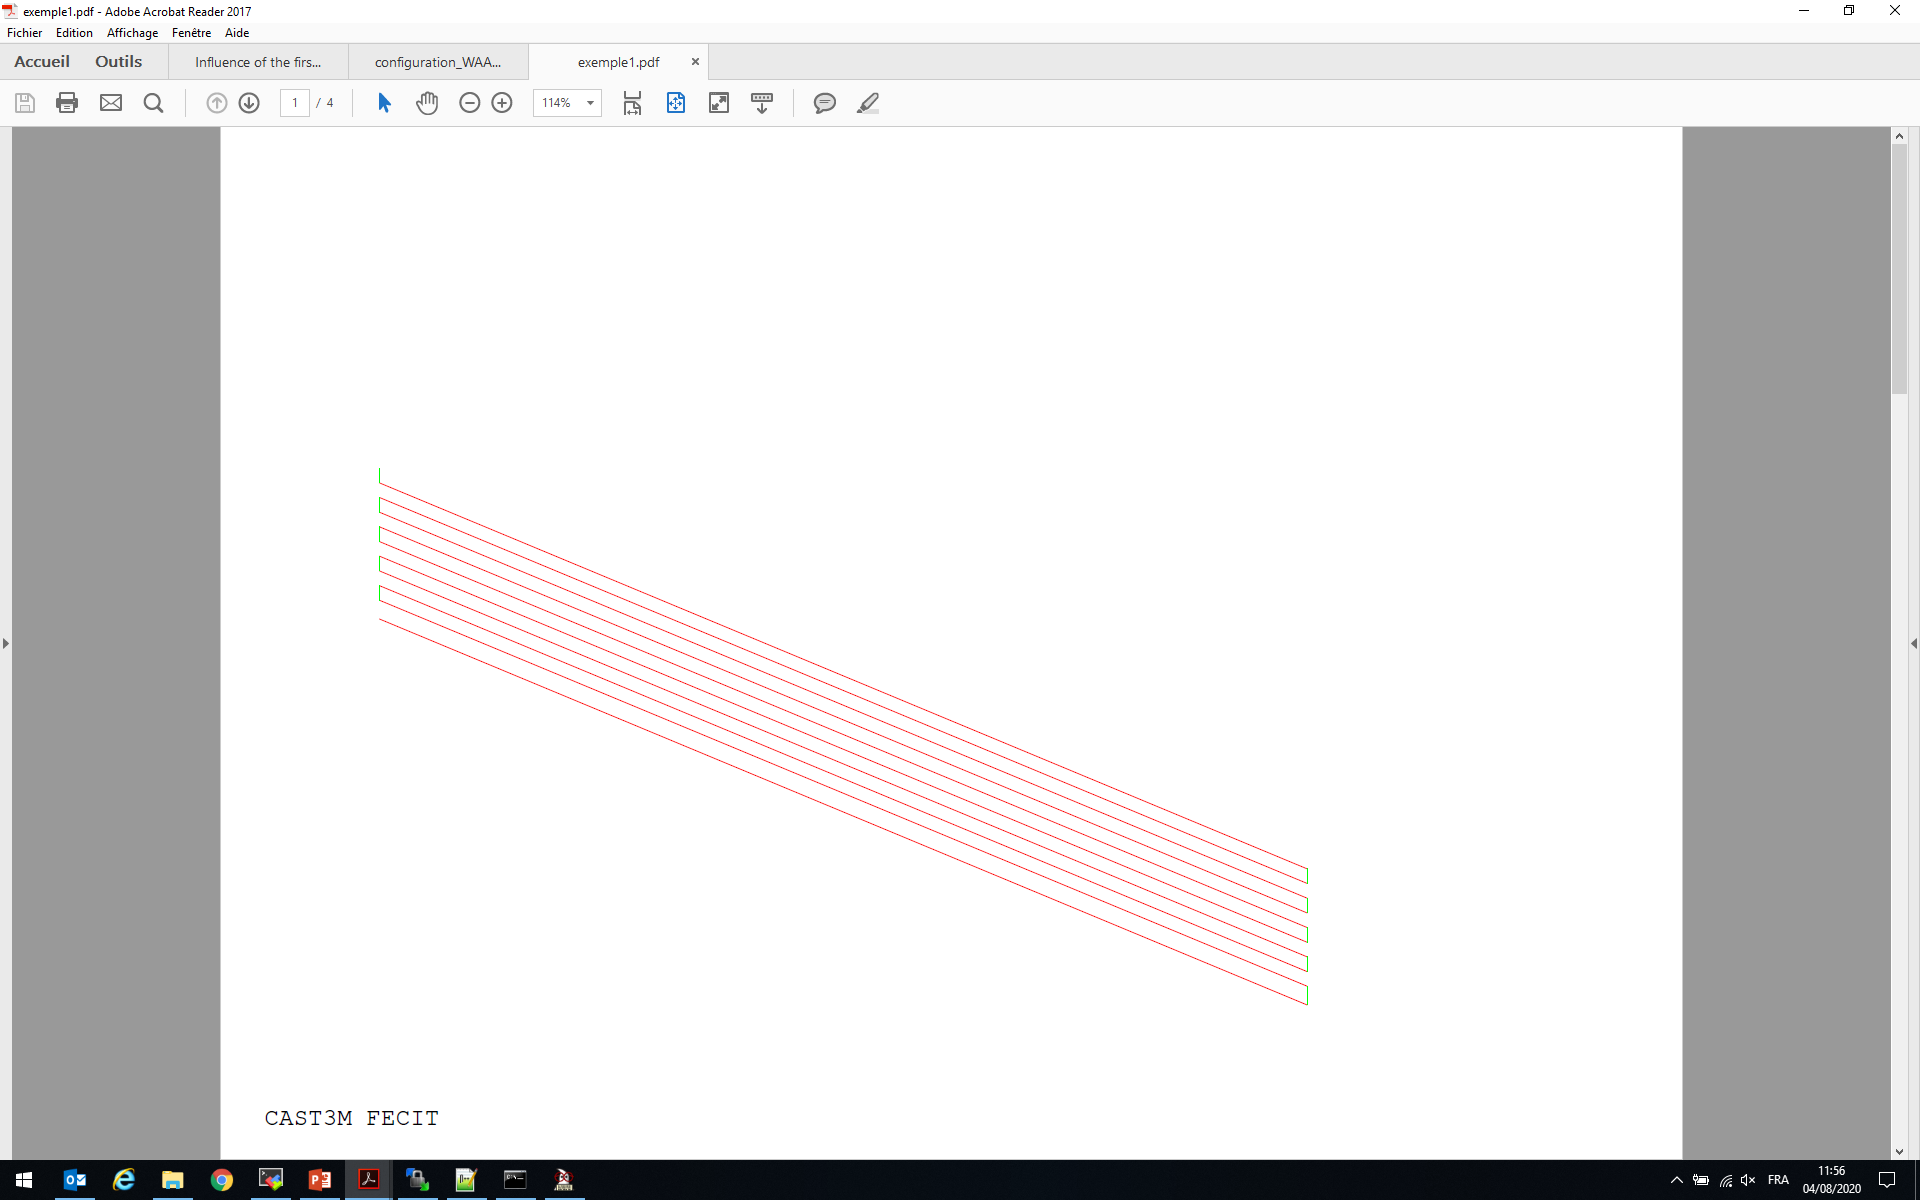 exemple1.pdf - Adobe Acrobat Reader 2017
Fichier Edition Affichage Fenêtre Aide
Accueil Outils Influence of the firs... configuration_WAA... exemple1.pdf
1 / 4 114%
CAST3M FECIT
FRA 11:56
04/08/2020